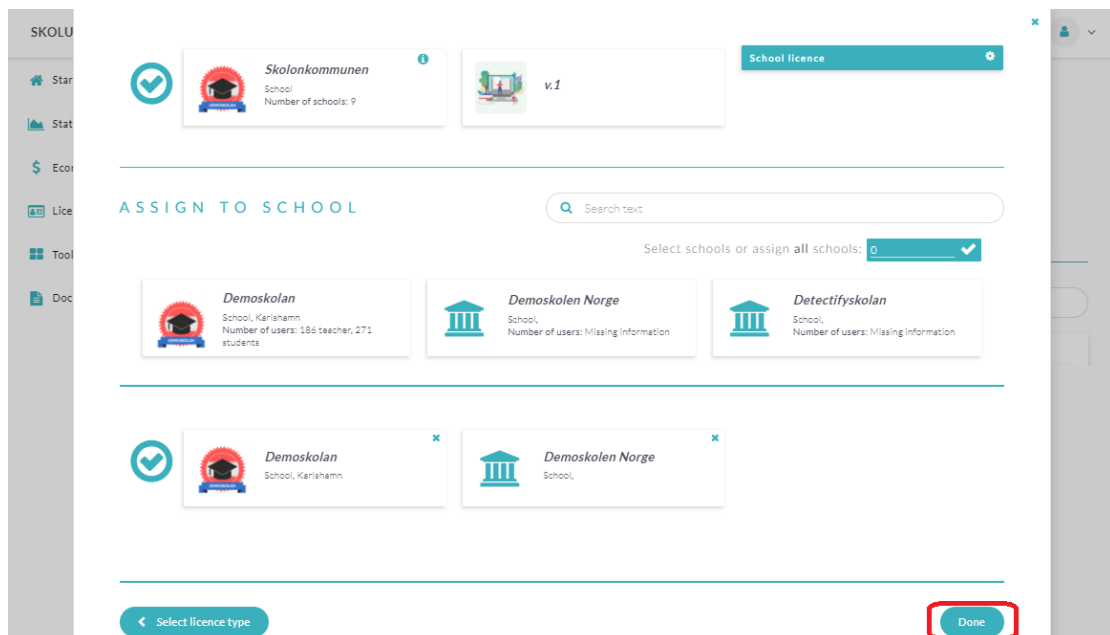 SKOLU
Star
Stat
Ecor
Lice
Tool
Doc
Skolonkommunen
School
Number of schools: 9
v.1
School licence
ASSIGN TO SCHOOL
Search text
Select schools or assign all schools: 0
Demoskolan
School, Karlshamn
Number of users: 186 teacher, 271
students
Demoskolen Norge
School,
Number of users: Missing information
Detectifyskolan
School,
Number of users: Missing information
Demoskolan
School, Karlshamn
Demoskolen Norge
School,
Select licence type
Done